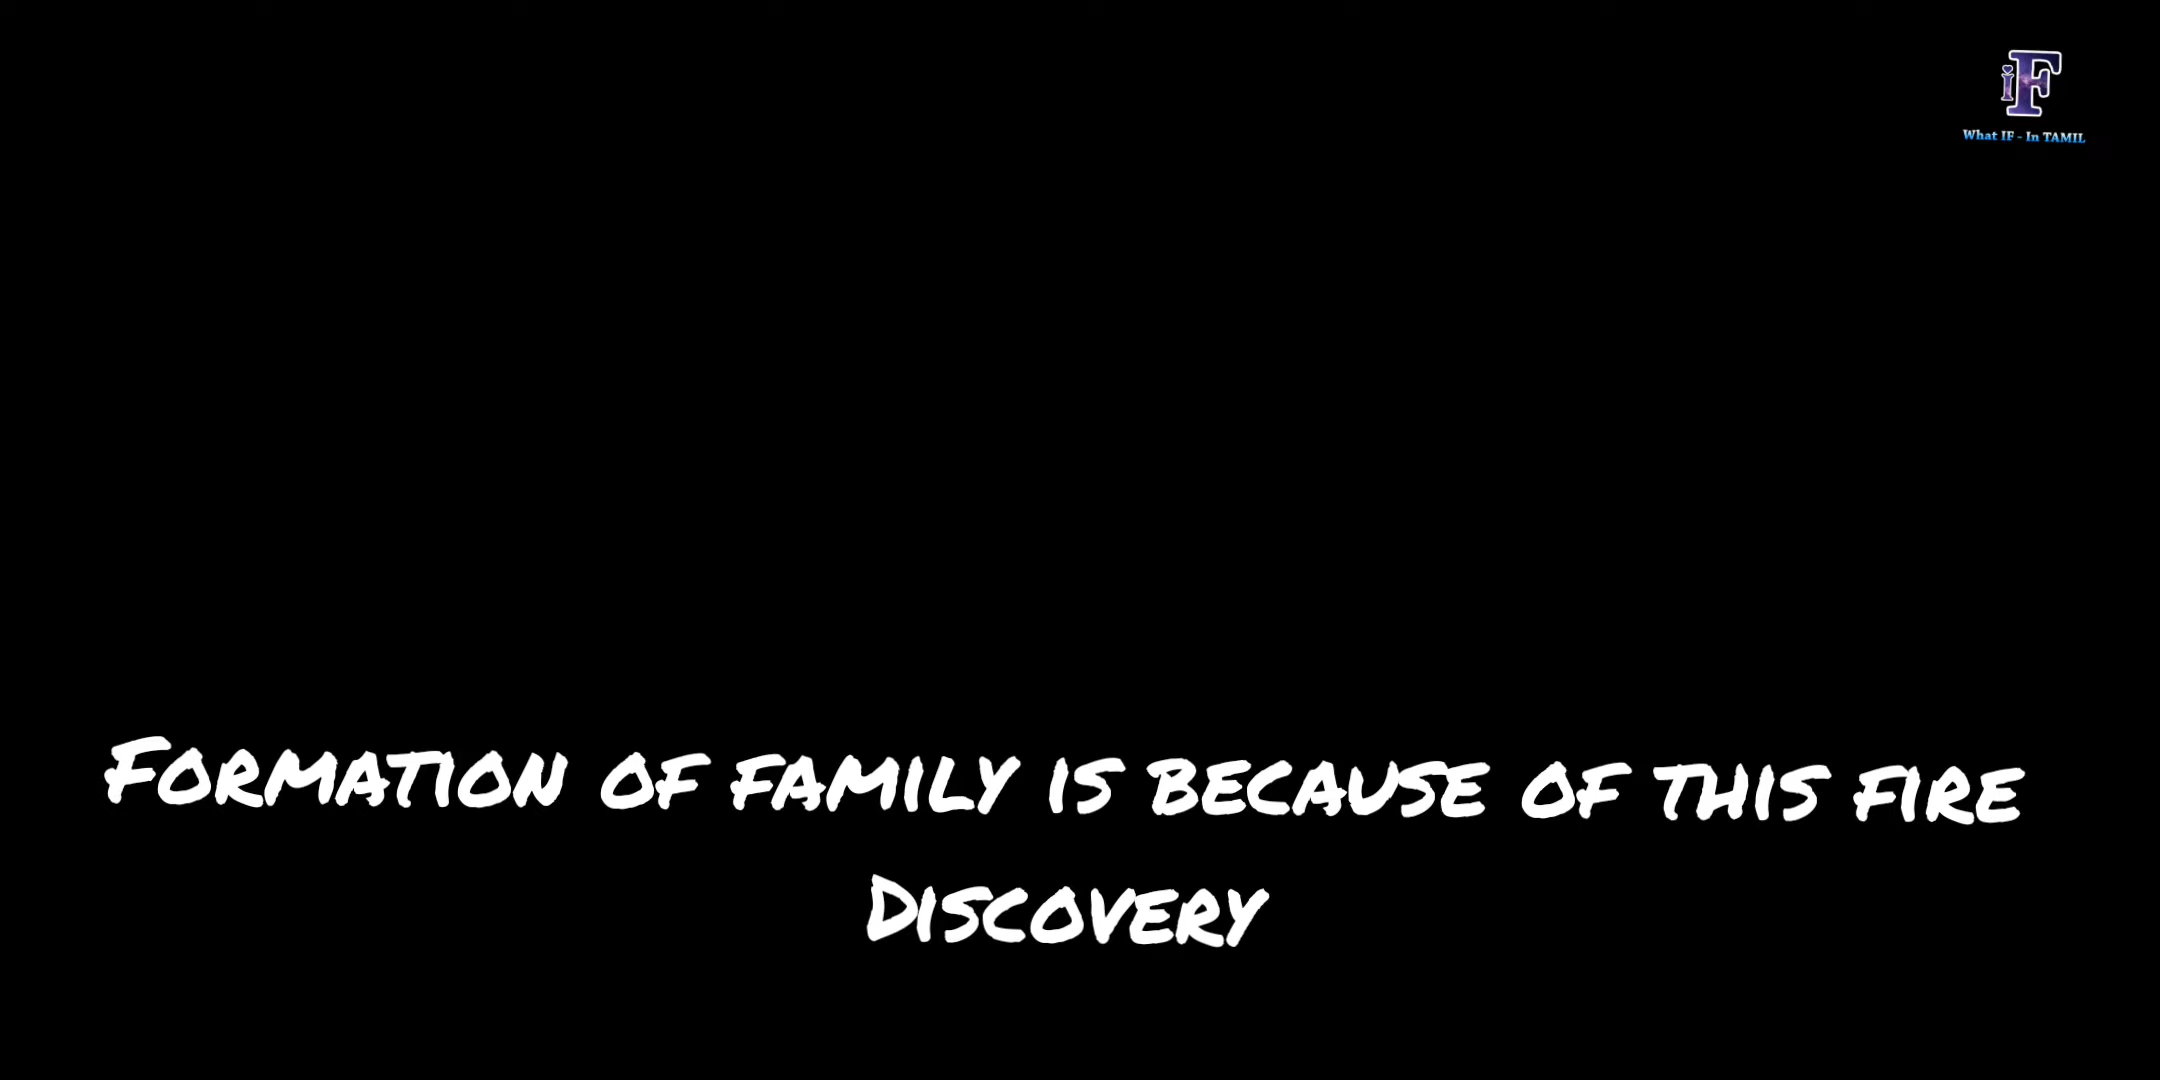 iF
What IF - In TAMIL
Formation of family is because of this fire
Discovery